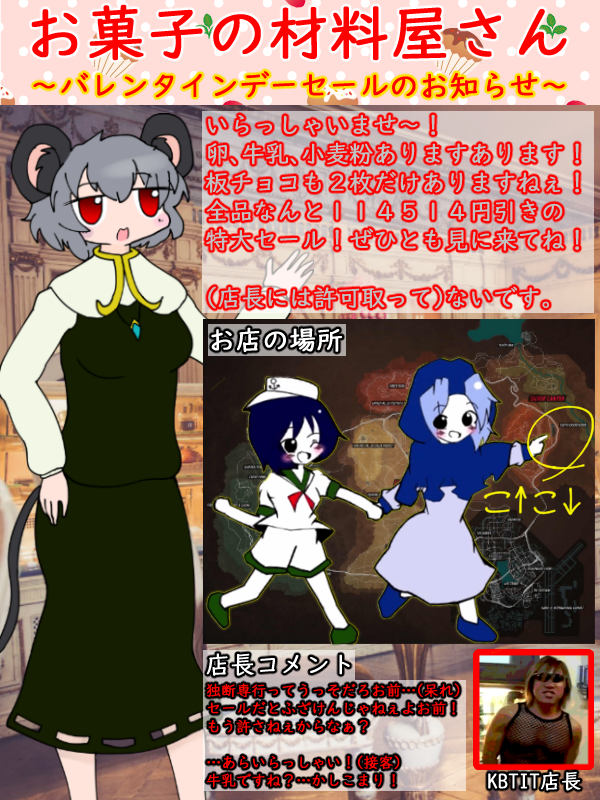 お菓子の材料屋さん
～バレンタインデーセールのお知らせ～
いらっしゃいませ～！
卵、牛乳、小麦粉ありますあります！
板チョコも２枚だけありますねぇ！
全品なんと１１４５１４円引きの
特大セール！ぜひとも見に来てね！
(店長には許可取って)ないです。
お店の場所
こ↑こ↓
店長コメント
独断専行ってうっそだろお前…(呆れ)
セールだとふざけんじゃねぇよお前！
もう許さねぇからなぁ？
…あらいらっしゃい！(接客)
牛乳ですね？…かしこまり！
KBTIT店長